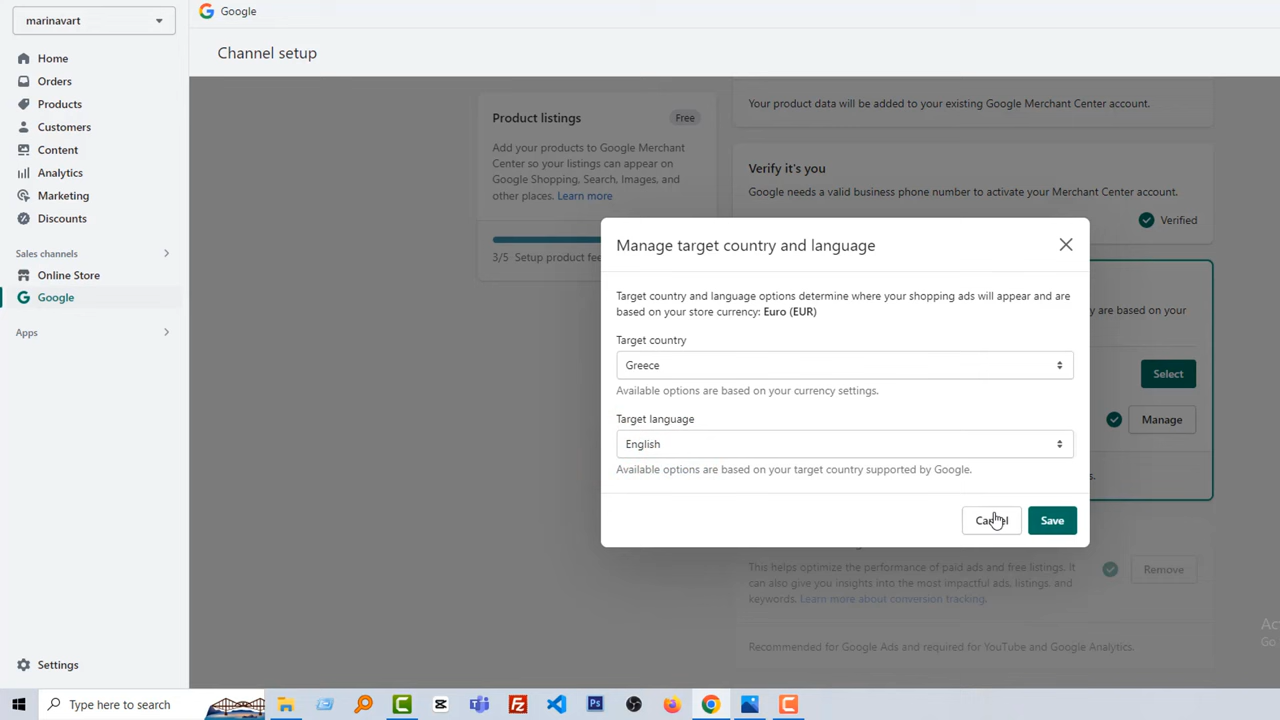 marinavart
Google
Channel setup
Home
Orders
Products
Customers
Content
Analytics
Marketing
Discounts
Sales channels
Online Store
Google
Apps
Settings
Product listings
Free
Add your products to Google Merchant
Center so your listings can appear on
Google Shopping, Search, Images, and
other places. Learn more
3/5 Setup product fee
Your product data will be added to your existing Google Merchant Center account.
Verify it's you
Google needs a valid business phone number to activate your Merchant Center account.
Verified
Manage target country and language
Target country and language options determine where your shopping ads will appear and are
based on your store currency: Euro (EUR)
Target country
Greece
Available options are based on your currency settings.
Target language
English
Available options are based on your target country supported by Google.
Cancel
Save
y are based on your
Select
Manage
s.
This helps optimize the performance of paid ads and free listings. It
can also give you insights into the most impactful ads, listings, and
keywords. Learn more about conversion tracking.
Remove
Recommended for Google Ads and required for YouTube and Google Analytics.
Ac
Go
Type here to search